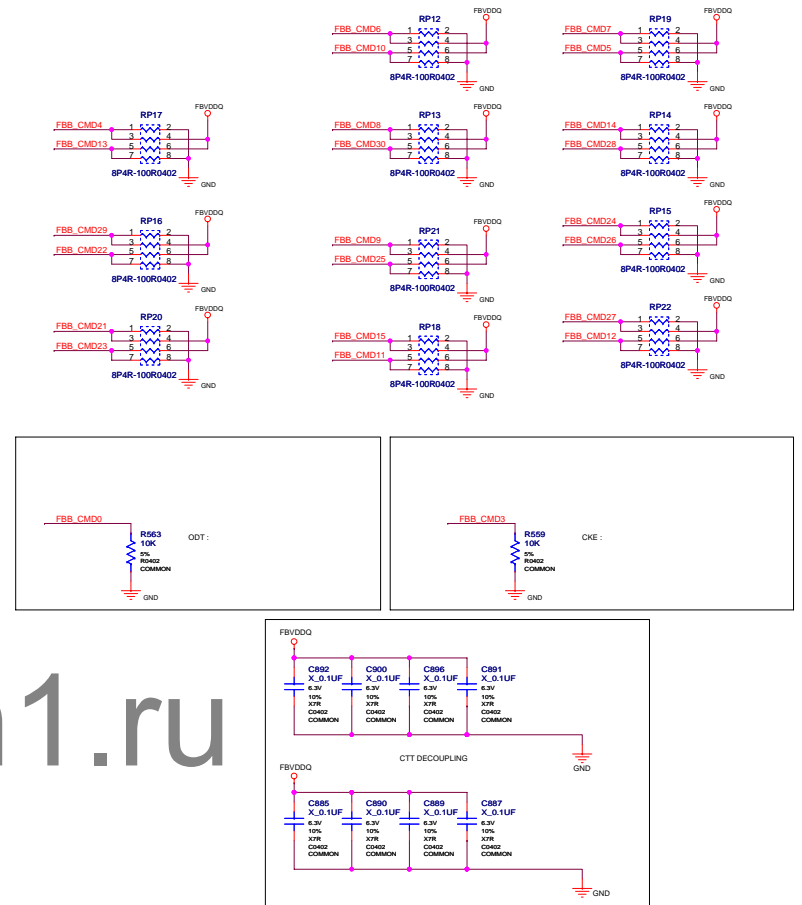 FBVDDQ
RP12
FBB_CMD6
1 2
3 4
FBB_CMD10
5 6
7 8
8P4R-100R0402
GND
FBVDDQ
RP19
FBB_CMD7
1 2
3 4
FBB_CMD5
5 6
7 8
8P4R-100R0402
GND
FBVDDQ
RP17
FBB_CMD4
1 2
3 4
FBB_CMD13
5 6
7 8
8P4R-100R0402
GND
FBVDDQ
RP13
FBB_CMD8
1 2
3 4
FBB_CMD30
5 6
7 8
8P4R-100R0402
GND
FBVDDQ
RP14
FBB_CMD14
1 2
3 4
FBB_CMD28
5 6
7 8
8P4R-100R0402
GND
FBVDDQ
RP16
FBB_CMD29
1 2
3 4
FBB_CMD22
5 6
7 8
8P4R-100R0402
GND
FBVDDQ
RP21
FBB_CMD9
1 2
3 4
FBB_CMD25
5 6
7 8
8P4R-100R0402
GND
FBVDDQ
RP15
FBB_CMD24
1 2
3 4
FBB_CMD26
5 6
7 8
8P4R-100R0402
GND
FBVDDQ
RP20
FBB_CMD21
1 2
3 4
FBB_CMD23
5 6
7 8
8P4R-100R0402
GND
FBVDDQ
RP18
FBB_CMD15
1 2
3 4
FBB_CMD11
5 6
7 8
8P4R-100R0402
GND
FBVDDQ
RP22
FBB_CMD27
1 2
3 4
FBB_CMD12
5 6
7 8
8P4R-100R0402
GND
FBB_CMD0
R563
10K
5%
R0402
COMMON
ODT :
GND
FBB_CMD3
R559
10K
5%
R0402
COMMON
CKE :
GND
1.ru
FBVDDQ
C892
X_0.1UF
6.3V
10%
X7R
C0402
COMMON
C900
X_0.1UF
6.3V
10%
X7R
C0402
COMMON
C896
X_0.1UF
6.3V
10%
X7R
C0402
COMMON
C891
X_0.1UF
6.3V
10%
X7R
C0402
COMMON
CTT DECOUPLING
GND
FBVDDQ
C885
X_0.1UF
6.3V
10%
X7R
C0402
COMMON
C890
X_0.1UF
6.3V
10%
X7R
C0402
COMMON
C889
X_0.1UF
6.3V
10%
X7R
C0402
COMMON
C887
X_0.1UF
6.3V
10%
X7R
C0402
COMMON
GND